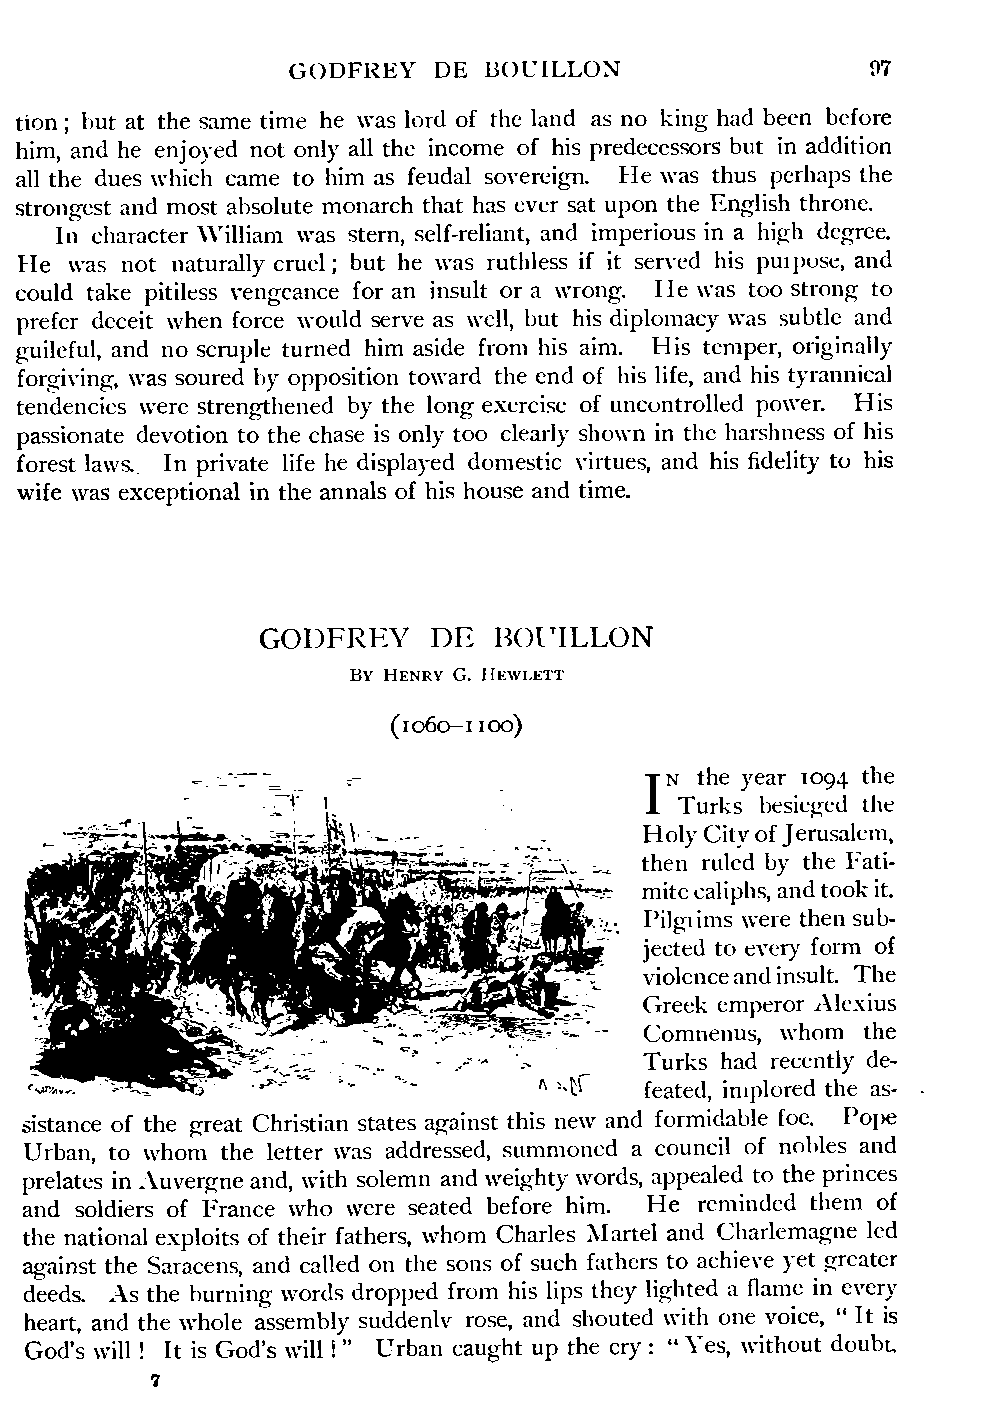 GODFREY DE BOUILLON 97
tion; but at the same time he was lord of the land as no king had been before
him, and he enjoyed not only all the income of his predecessors but in addition
all the dues which came to him as feudal sovereign. He was thus perhaps the
strongest and most absolute monarch that has ever sat upon the English throne.
In character William was stern, self-reliant, and imperious in a high degree.
He was not naturally cruel; but he was ruthless if it served his purpose, and
could take pitiless vengeance for an insult or a wrong. He was too strong to
prefer deceit when force would serve as well, but his diplomacy was subtle and
guileful, and no scruple turned him aside from his aim. His temper, originally
forgiving, was soured by opposition toward the end of his life, and his tyrannical
tendencies were strengthened by the long exercise of uncontrolled power. His
passionate devotion to the chase is only too clearly shown in the harshness of his
forest laws. In private life he displayed domestic virtues, and his fidelity to his
wife was exceptional in the annals of his house and time.
GODFREY DE BOUILLON
BY HENRY G. HEWLETT
(1060–1100)
IN the year 1094 the
Turks besieged the
Holy City of Jerusalem,
then ruled by the Fati-
mite caliphs, and took it.
Pilgrims were then sub-
jected to every form of
violence and insult. The
Greek emperor Alexius
Comnenus, whom the
Turks had recently de-
feated, implored the as-
sistance of the great Christian states against this new and formidable foe. Pope
Urban, to whom the letter was addressed, summoned a council of nobles and
prelates in Auvergne and, with solemn and weighty words, appealed to the princes
and soldiers of France who were seated before him. He reminded them of
the national exploits of their fathers, whom Charles Martel and Charlemagne led
against the Saracens, and called on the sons of such fathers to achieve yet greater
deeds. As the burning words dropped from his lips they lighted a flame in every
heart, and the whole assembly suddenly rose, and shouted with one voice, "It is
God's will! It is God's will!" Urban caught up the cry: "Yes, without doubt,
7